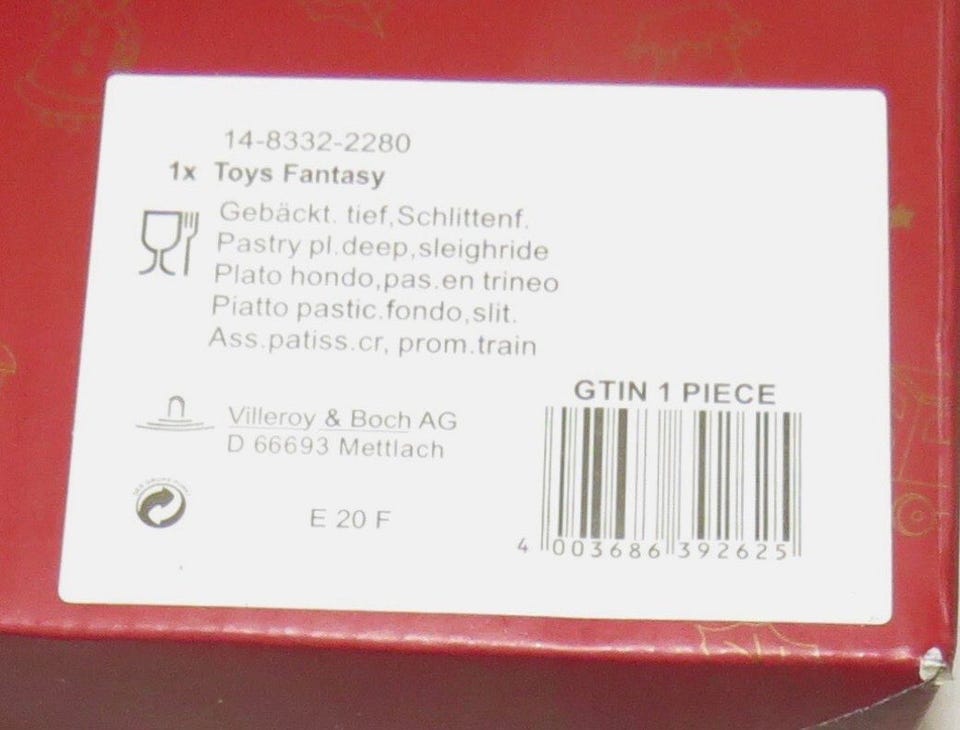 14-8332-2280
1x Toys Fantasy
Gebäckt. tief,Schlittenf.
Pastry pl.deep,sleighride
Plato hondo,pas.en trineo
Piatto pastic.fondo,slit.
Ass.patiss.cr, prom.train
GTIN 1 PIECE
Villeroy & Boch AG
D 66693 Mettlach
E 20 F
4 003686 392625